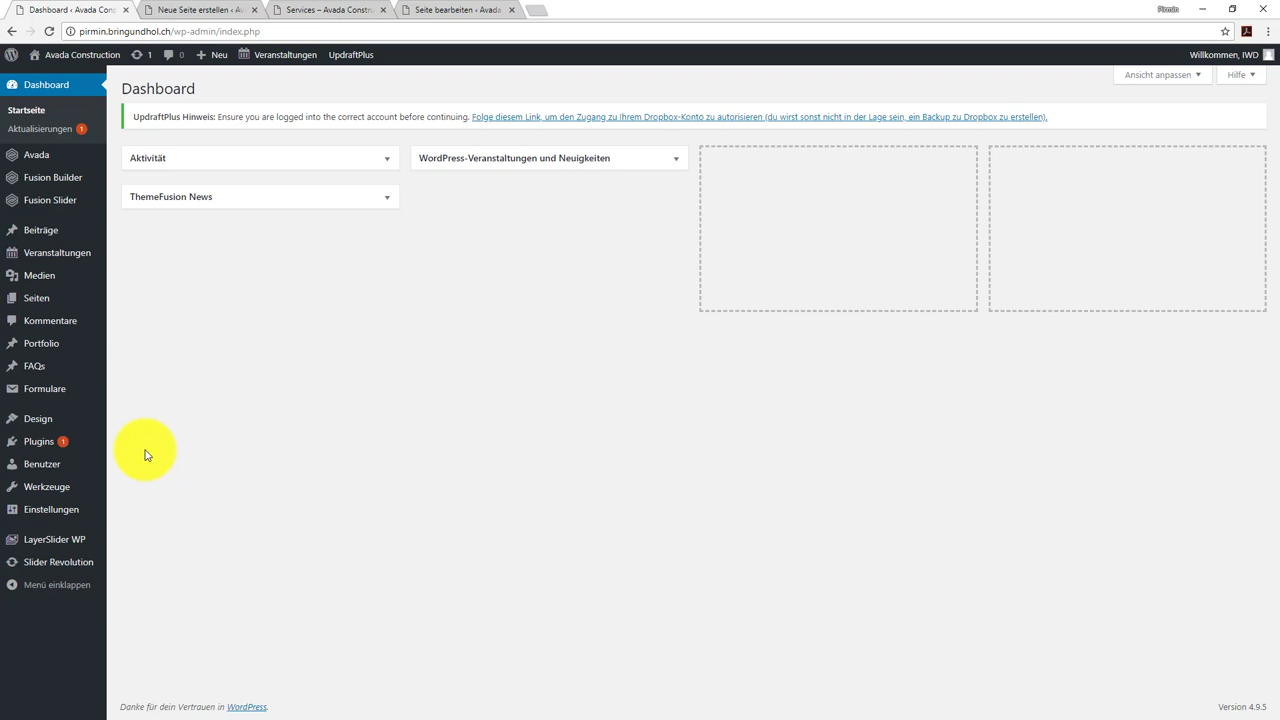 Dashboard ‹ Avada Cons
Neue Seite erstellen ‹ Av
Services – Avada Constru
Seite bearbeiten ‹ Avada
Pirmin
pirmin.bringundhol.ch/wp-admin/index.php
Avada Construction
1
0
Neu
Veranstaltungen
UpdraftPlus
Willkommen, IWD
Dashboard
Startseite
Aktualisierungen 1
Avada
Fusion Builder
Fusion Slider
Beiträge
Veranstaltungen
Medien
Seiten
Kommentare
Portfolio
FAQs
Formulare
Design
Plugins 1
Benutzer
Werkzeuge
Einstellungen
LayerSlider WP
Slider Revolution
Menü einklappen
Ansicht anpassen
Hilfe
Dashboard
UpdraftPlus Hinweis: Ensure you are logged into the correct account before continuing. Folge diesem Link, um den Zugang zu Ihrem Dropbox-Konto zu autorisieren (du wirst sonst nicht in der Lage sein, ein Backup zu Dropbox zu erstellen).
Aktivität
WordPress-Veranstaltungen und Neuigkeiten
ThemeFusion News
Danke für dein Vertrauen in WordPress.
Version 4.9.5